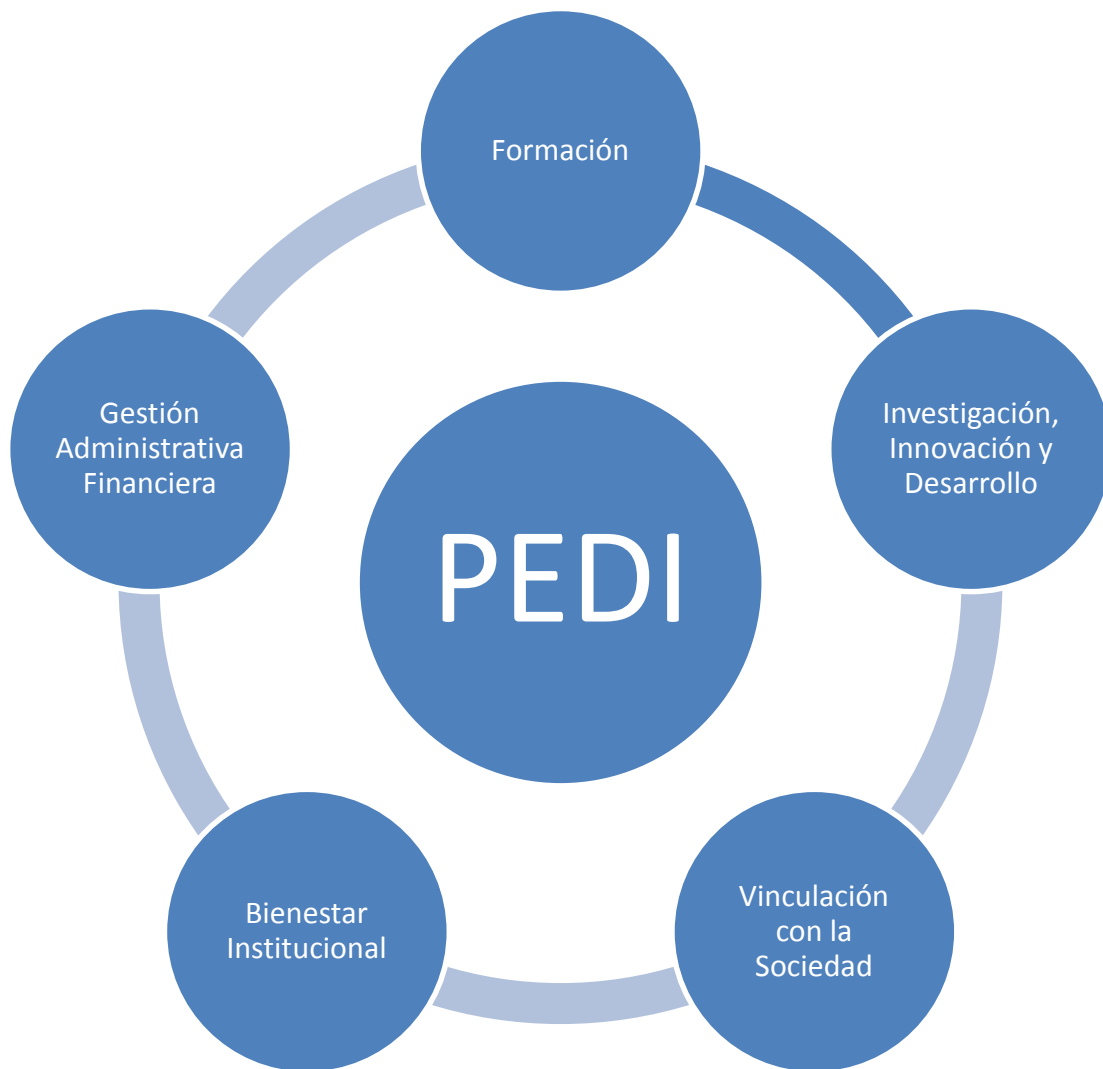 Formación
Investigación,
Innovación y
Desarrollo
Vinculación
con la
Sociedad
Bienestar
Institucional
Gestión
Administrativa
Financiera
PEDI